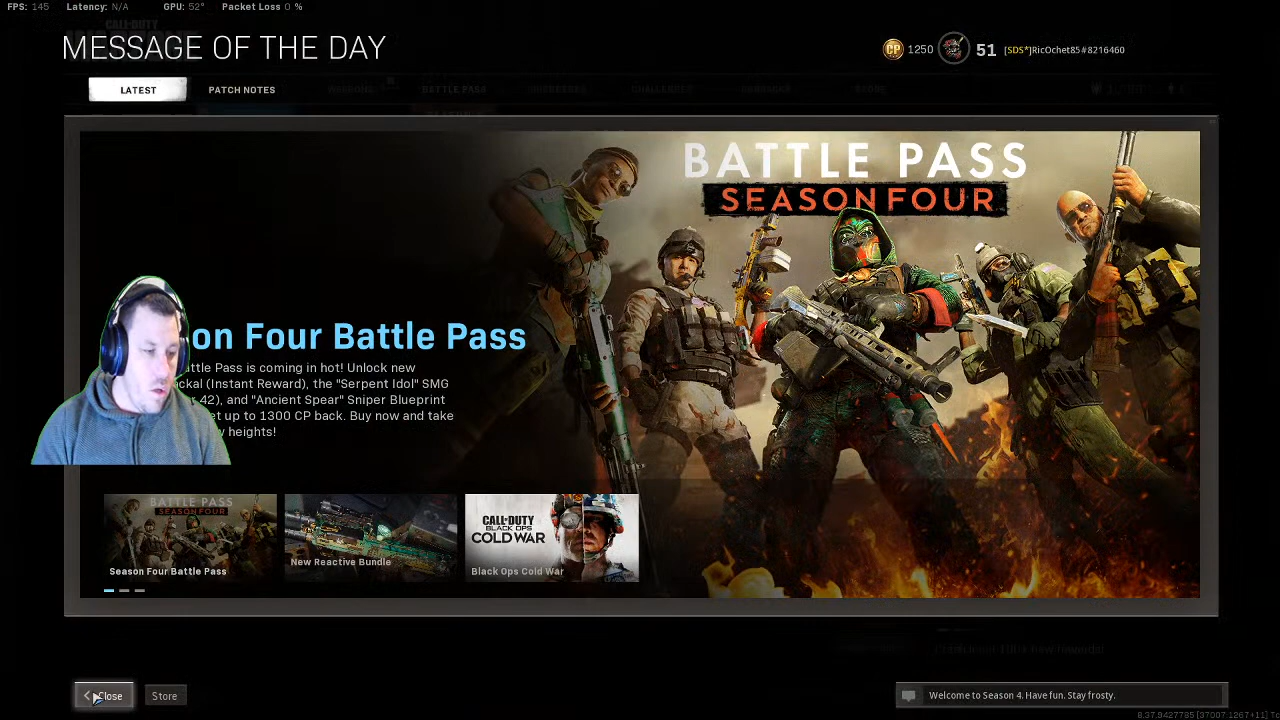 FPS: 145 Latency: N/A GPU: 52° Packet Loss 0 %
MESSAGE OF THE DAY
CP 1250 51 [SDS*]RicOchet85#8216460
LATEST PATCH NOTES
BATTLE PASS
SEASON FOUR
on Four Battle Pass
attle Pass is coming in hot! Unlock new
ckal (Instant Reward), the "Serpent Idol" SMG
42), and "Ancient Spear" Sniper Blueprint
et up to 1300 CP back. Buy now and take
heights!
BATTLE PASS
SEASON FOUR
Season Four Battle Pass
New Reactive Bundle
CALL OF DUTY
BLACK OPS
COLD WAR
Black Ops Cold War
Close Store
Welcome to Season 4. Have fun. Stay frosty.